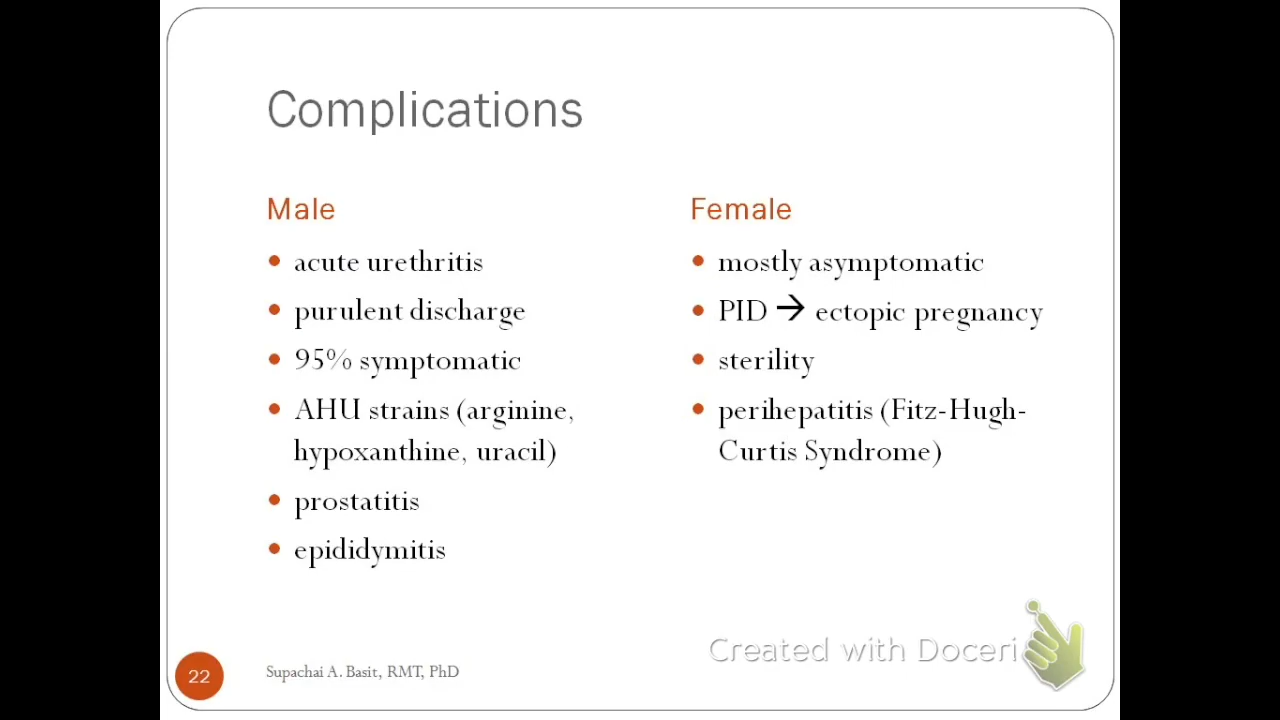 Complications
Male
• acute urethritis
• purulent discharge
• 95% symptomatic
• AHU strains (arginine,
hypoxanthine, uracil)
• prostatitis
• epididymitis
Female
• mostly asymptomatic
• PID → ectopic pregnancy
• sterility
• perihepatitis (Fitz-Hugh-
Curtis Syndrome)
22
Supachai A. Basit, RMT, PhD
Created with Doceri